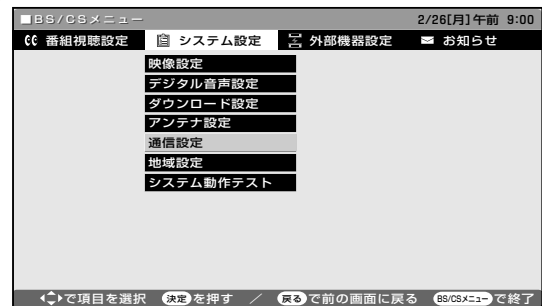 BS/CSメニュー 2/26[月]午前 9:00
番組視聴設定 システム設定 外部機器設定 お知らせ
映像設定
デジタル音声設定
ダウンロード設定
アンテナ設定
通信設定
地域設定
システム動作テスト
で項目を選択 決定を押す / 戻るで前の画面に戻る BS/CSメニューで終了